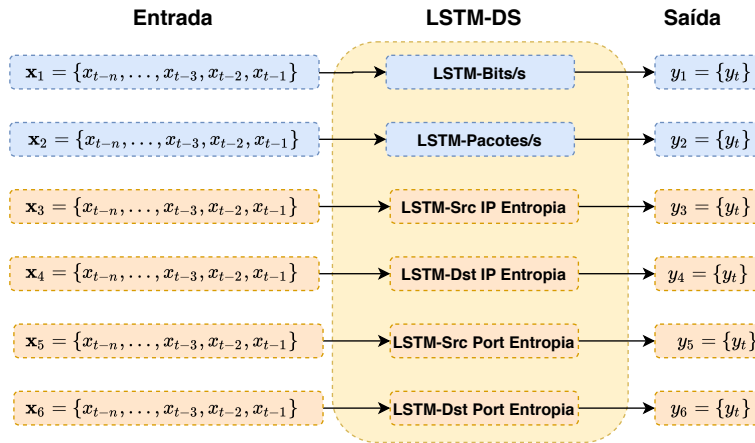 Entrada LSTM-DS Saída
𝐱₁ = {xₜ₋ₙ, . . . , xₜ₋₃, xₜ₋₂, xₜ₋₁} LSTM-Bits/s y₁ = {yₜ}
𝐱₂ = {xₜ₋ₙ, . . . , xₜ₋₃, xₜ₋₂, xₜ₋₁} LSTM-Pacotes/s y₂ = {yₜ}
𝐱₃ = {xₜ₋ₙ, . . . , xₜ₋₃, xₜ₋₂, xₜ₋₁} LSTM-Src IP Entropia y₃ = {yₜ}
𝐱₄ = {xₜ₋ₙ, . . . , xₜ₋₃, xₜ₋₂, xₜ₋₁} LSTM-Dst IP Entropia y₄ = {yₜ}
𝐱₅ = {xₜ₋ₙ, . . . , xₜ₋₃, xₜ₋₂, xₜ₋₁} LSTM-Src Port Entropia y₅ = {yₜ}
𝐱₆ = {xₜ₋ₙ, . . . , xₜ₋₃, xₜ₋₂, xₜ₋₁} LSTM-Dst Port Entropia y₆ = {yₜ}